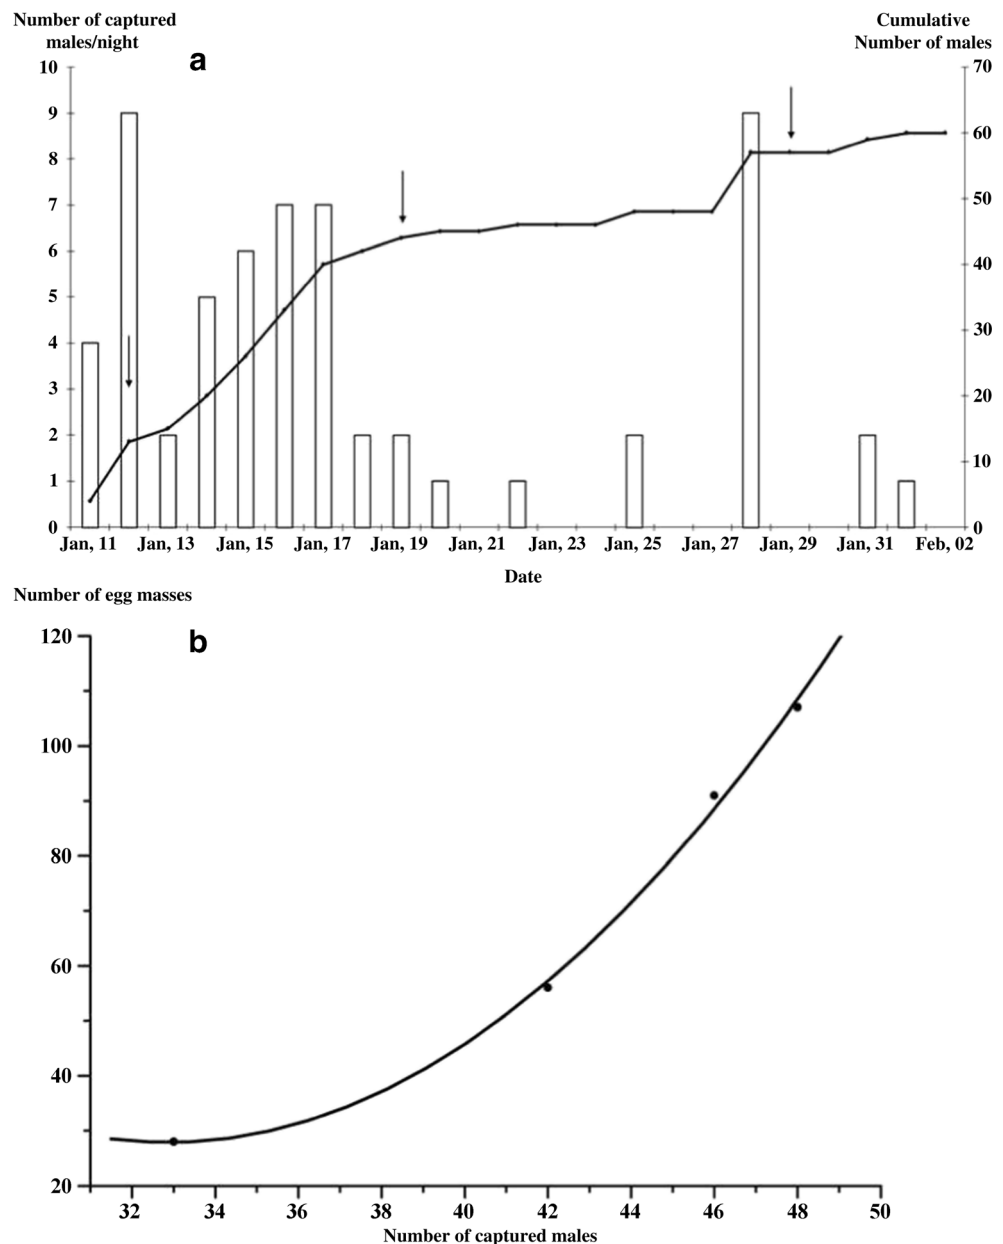 Number of captured
males/night
a
Cumulative
Number of males
10
9
8
7
6
5
4
3
2
1
0
70
60
50
40
30
20
10
0
Jan, 11 Jan, 13 Jan, 15 Jan, 17 Jan, 19 Jan, 21 Jan, 23 Jan, 25 Jan, 27 Jan, 29 Jan, 31 Feb, 02
Date
Number of egg masses
b
120
100
80
60
40
20
32 34 36 38 40 42 44 46 48 50
Number of captured males